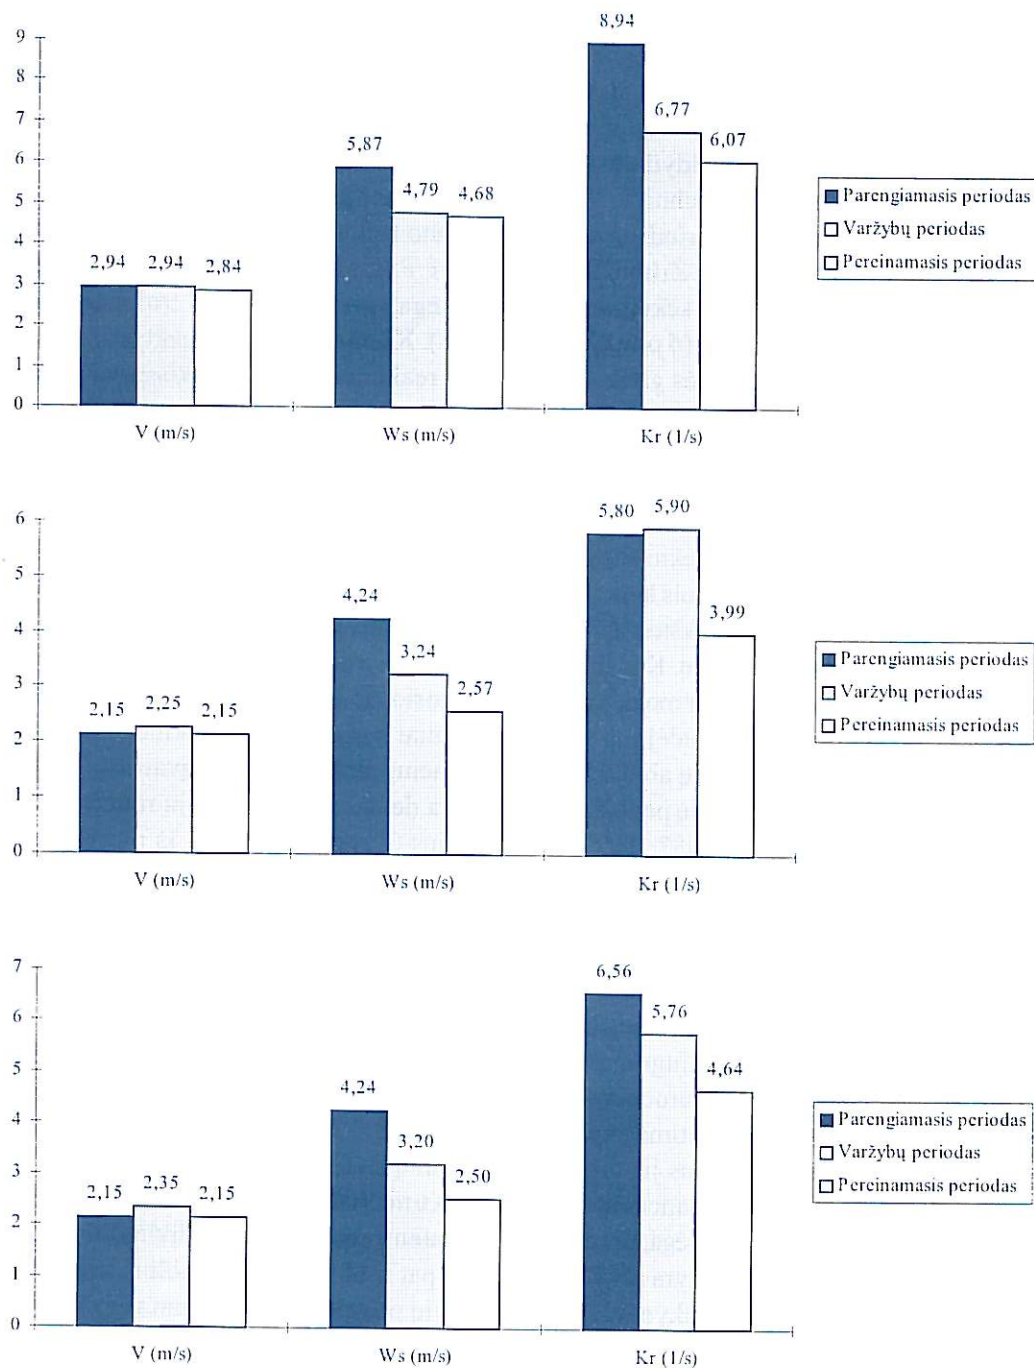 8,94
9
8
7
6
5
4
3
2
1
0
5,87
6,77
4,79
4,68
6,07
2,94
2,94
2,84
V (m/s)
Ws (m/s)
Kr (1/s)
Parengiamasis periodas
Varžybų periodas
Pereinamasis periodas
6
5
4
3
2
1
0
5,80
5,90
4,24
3,24
2,57
3,99
2,15
2,25
2,15
V (m/s)
Ws (m/s)
Kr (1/s)
Parengiamasis periodas
Varžybų periodas
Pereinamasis periodas
7
6
5
4
3
2
1
0
6,56
5,76
4,64
4,24
3,20
2,50
2,15
2,35
2,15
V (m/s)
Ws (m/s)
Kr (1/s)
Parengiamasis periodas
Varžybų periodas
Pereinamasis periodas